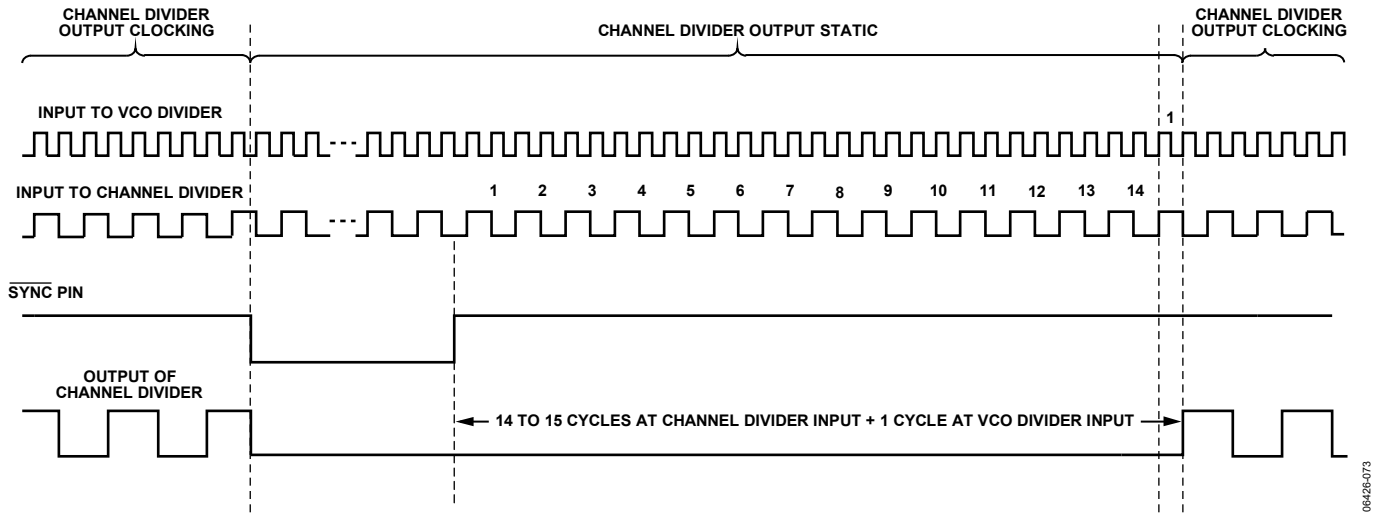 CHANNEL DIVIDER
OUTPUT CLOCKING
CHANNEL DIVIDER OUTPUT STATIC
CHANNEL DIVIDER
OUTPUT CLOCKING
INPUT TO VCO DIVIDER
1
INPUT TO CHANNEL DIVIDER
1 2 3 4 5 6 7 8 9 10 11 12 13 14
SYNC PIN
OUTPUT OF
CHANNEL DIVIDER
14 TO 15 CYCLES AT CHANNEL DIVIDER INPUT + 1 CYCLE AT VCO DIVIDER INPUT
06426-073